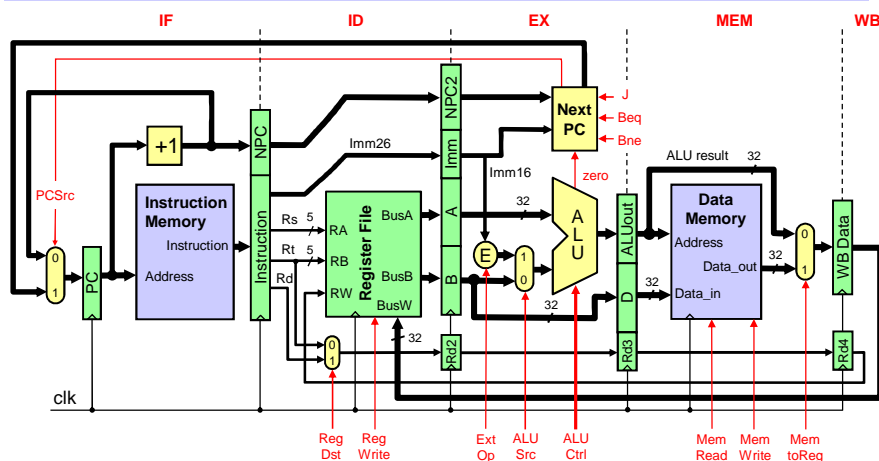 IF
ID
EX
MEM
WB
NPC2
Next
PC
J
Beq
Bne
+1
NPC
Imm26
Imm
Imm16
zero
ALU result
32
PCSrc
Instruction
Memory
Instruction
Address
Instruction
Rs
5
Rt
5
Rd
Register File
RA
RB
RW
BusA
BusB
BusW
A
B
32
E
1
0
A
L
U
32
ALUout
D
32
Data
Memory
Address
Data_out
Data_in
32
0
1
WB Data
0
1
PC
32
0
1
Rd2
Rd3
Rd4
clk
Reg
Dst
Reg
Write
Ext
Op
ALU
Src
ALU
Ctrl
Mem
Read
Mem
Write
Mem
toReg